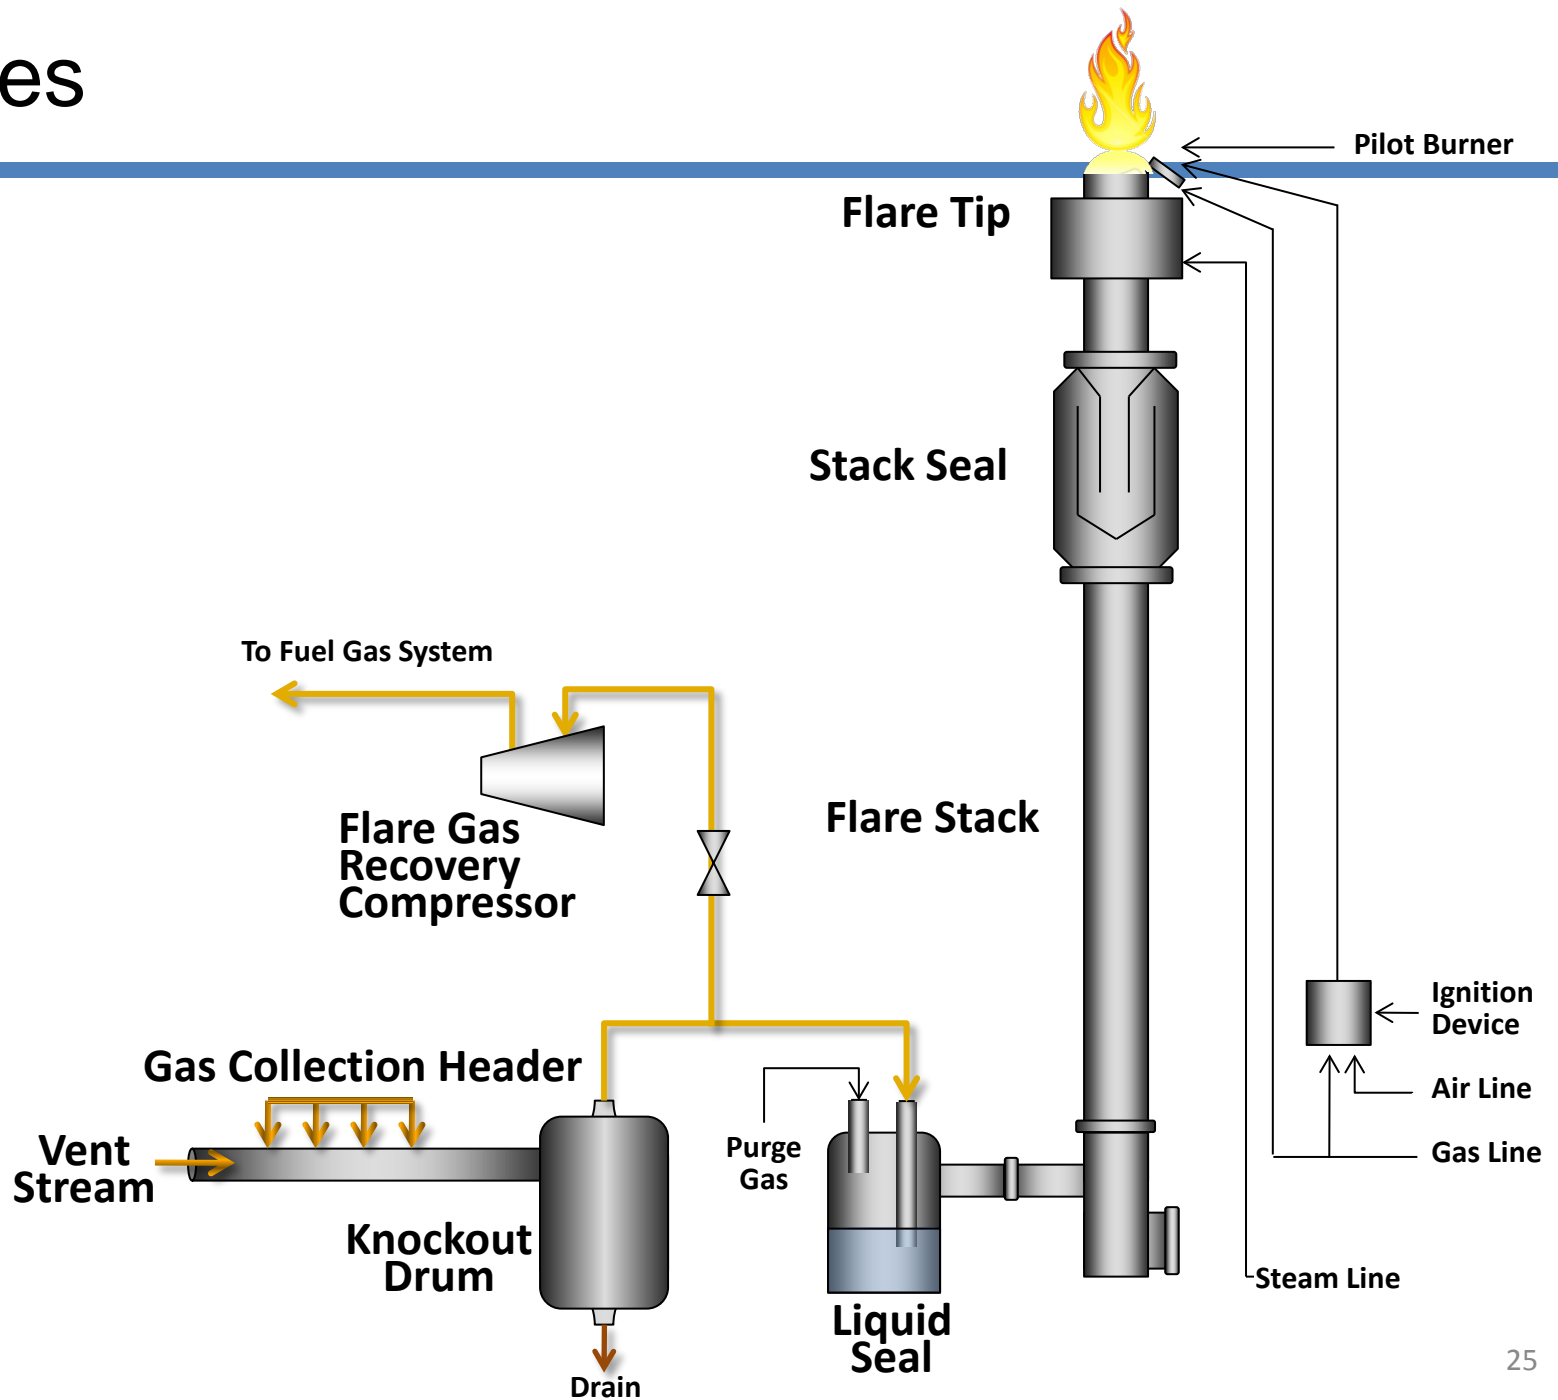 es
Pilot Burner
Flare Tip
Stack Seal
To Fuel Gas System
Flare Gas
Recovery
Compressor
Flare Stack
Ignition
Device
Gas Collection Header
Air Line
Vent
Stream
Purge
Gas
Gas Line
Knockout
Drum
Steam Line
Liquid
Seal
Drain
25